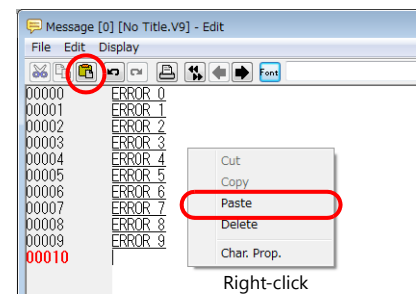 Message [0] [No Title.V9] - Edit
File Edit Display
Font
00000 ERROR 0
00001 ERROR 1
00002 ERROR 2
00003 ERROR 3
00004 ERROR 4
00005 ERROR 5
00006 ERROR 6
00007 ERROR 7
00008 ERROR 8
00009 ERROR 9
00010
Cut
Copy
Paste
Delete
Char. Prop.
Right-click